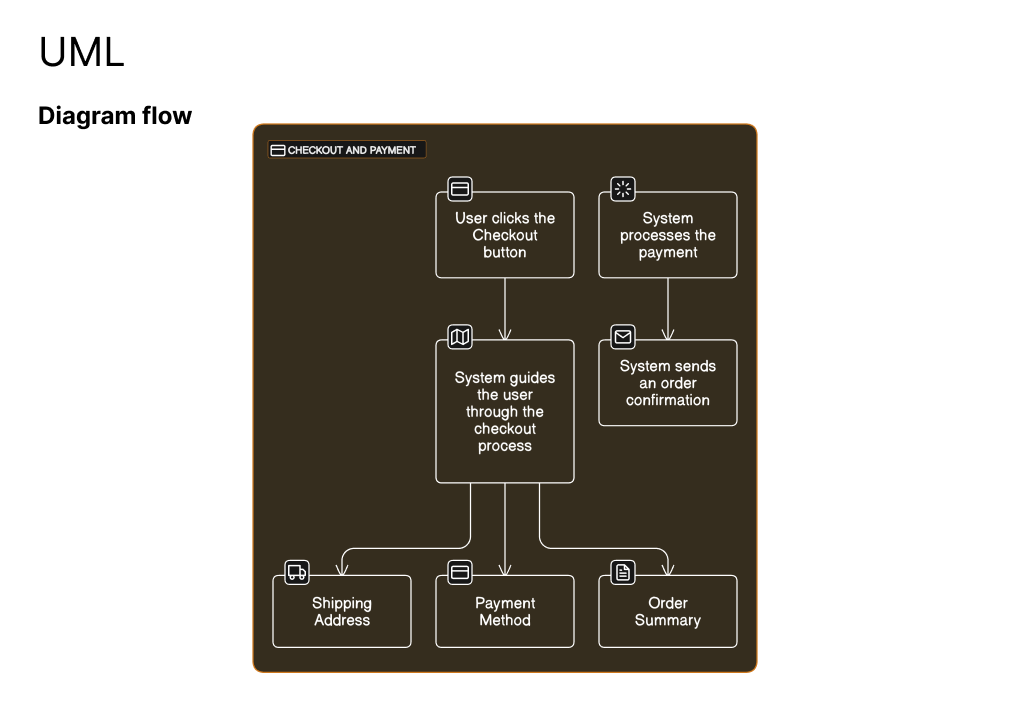 UML
Diagram flow
CHECKOUT AND PAYMENT
User clicks the
Checkout
button
System
processes the
payment
System guides
the user
through the
checkout
process
System sends
an order
confirmation
Shipping
Address
Payment
Method
Order
Summary